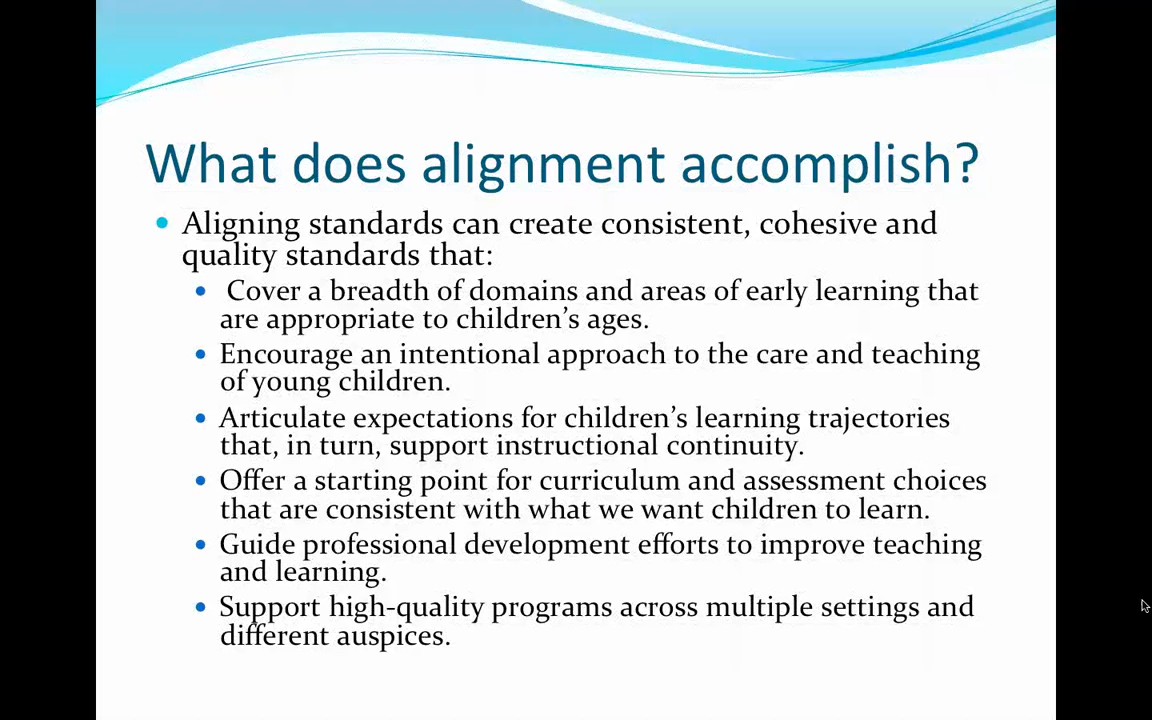 What does alignment accomplish?
• Aligning standards can create consistent, cohesive and
quality standards that:
• Cover a breadth of domains and areas of early learning that
are appropriate to children’s ages.
• Encourage an intentional approach to the care and teaching
of young children.
• Articulate expectations for children’s learning trajectories
that, in turn, support instructional continuity.
• Offer a starting point for curriculum and assessment choices
that are consistent with what we want children to learn.
• Guide professional development efforts to improve teaching
and learning.
• Support high-quality programs across multiple settings and
different auspices.